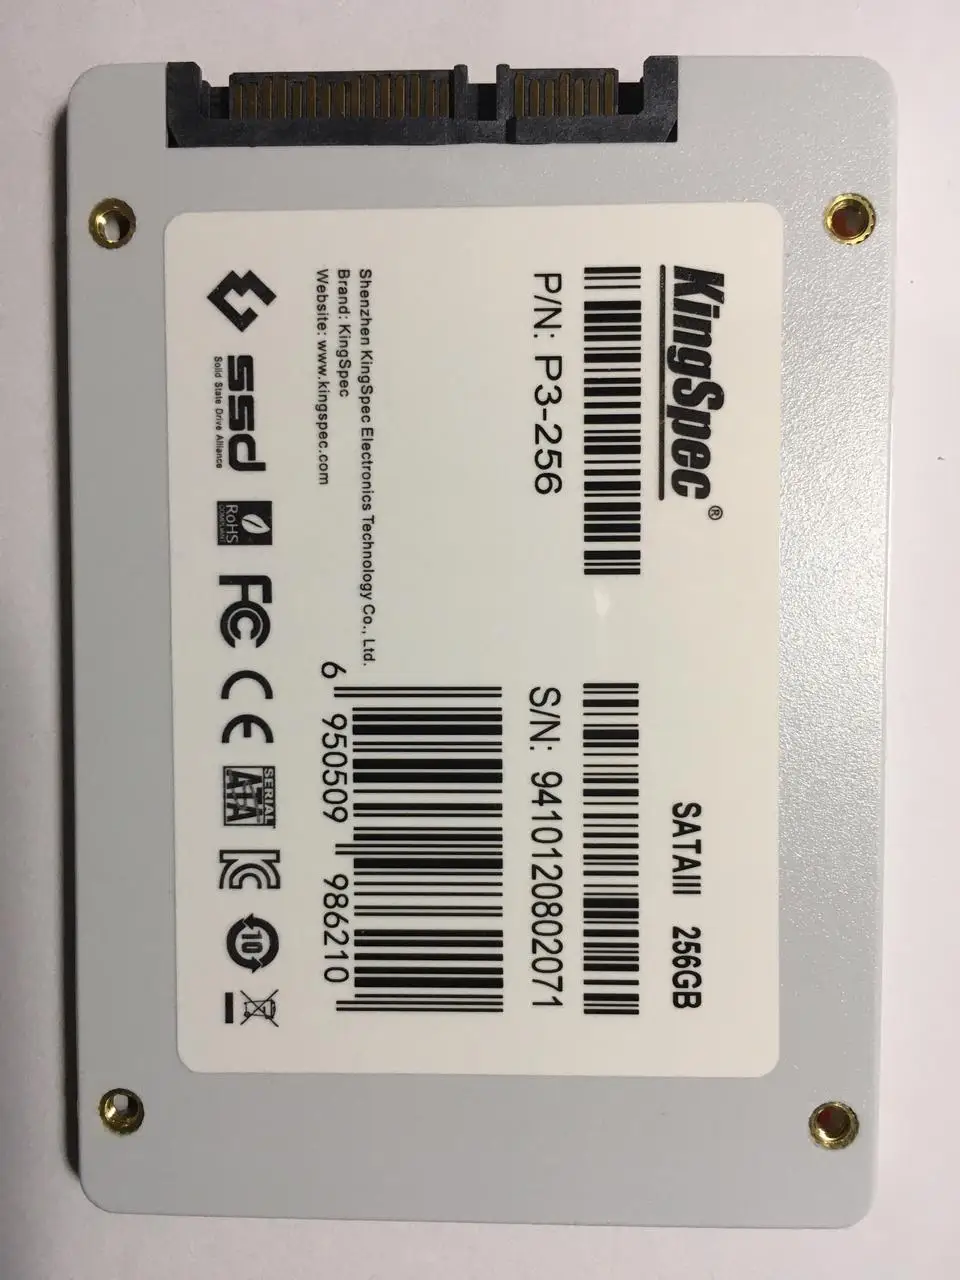 KingSpec®
SATAIII 256GB
P/N: P3-256
S/N: 9410120802071
Shenzhen KingSpec Electronics Technology Co., Ltd.
Brand: KingSpec
Website: www.kingspec.com
6 950509 986210
ssd
Solid State Drive Alliance
RoHS
COMPLIANT
FC
CE
SERIAL
ATA
10